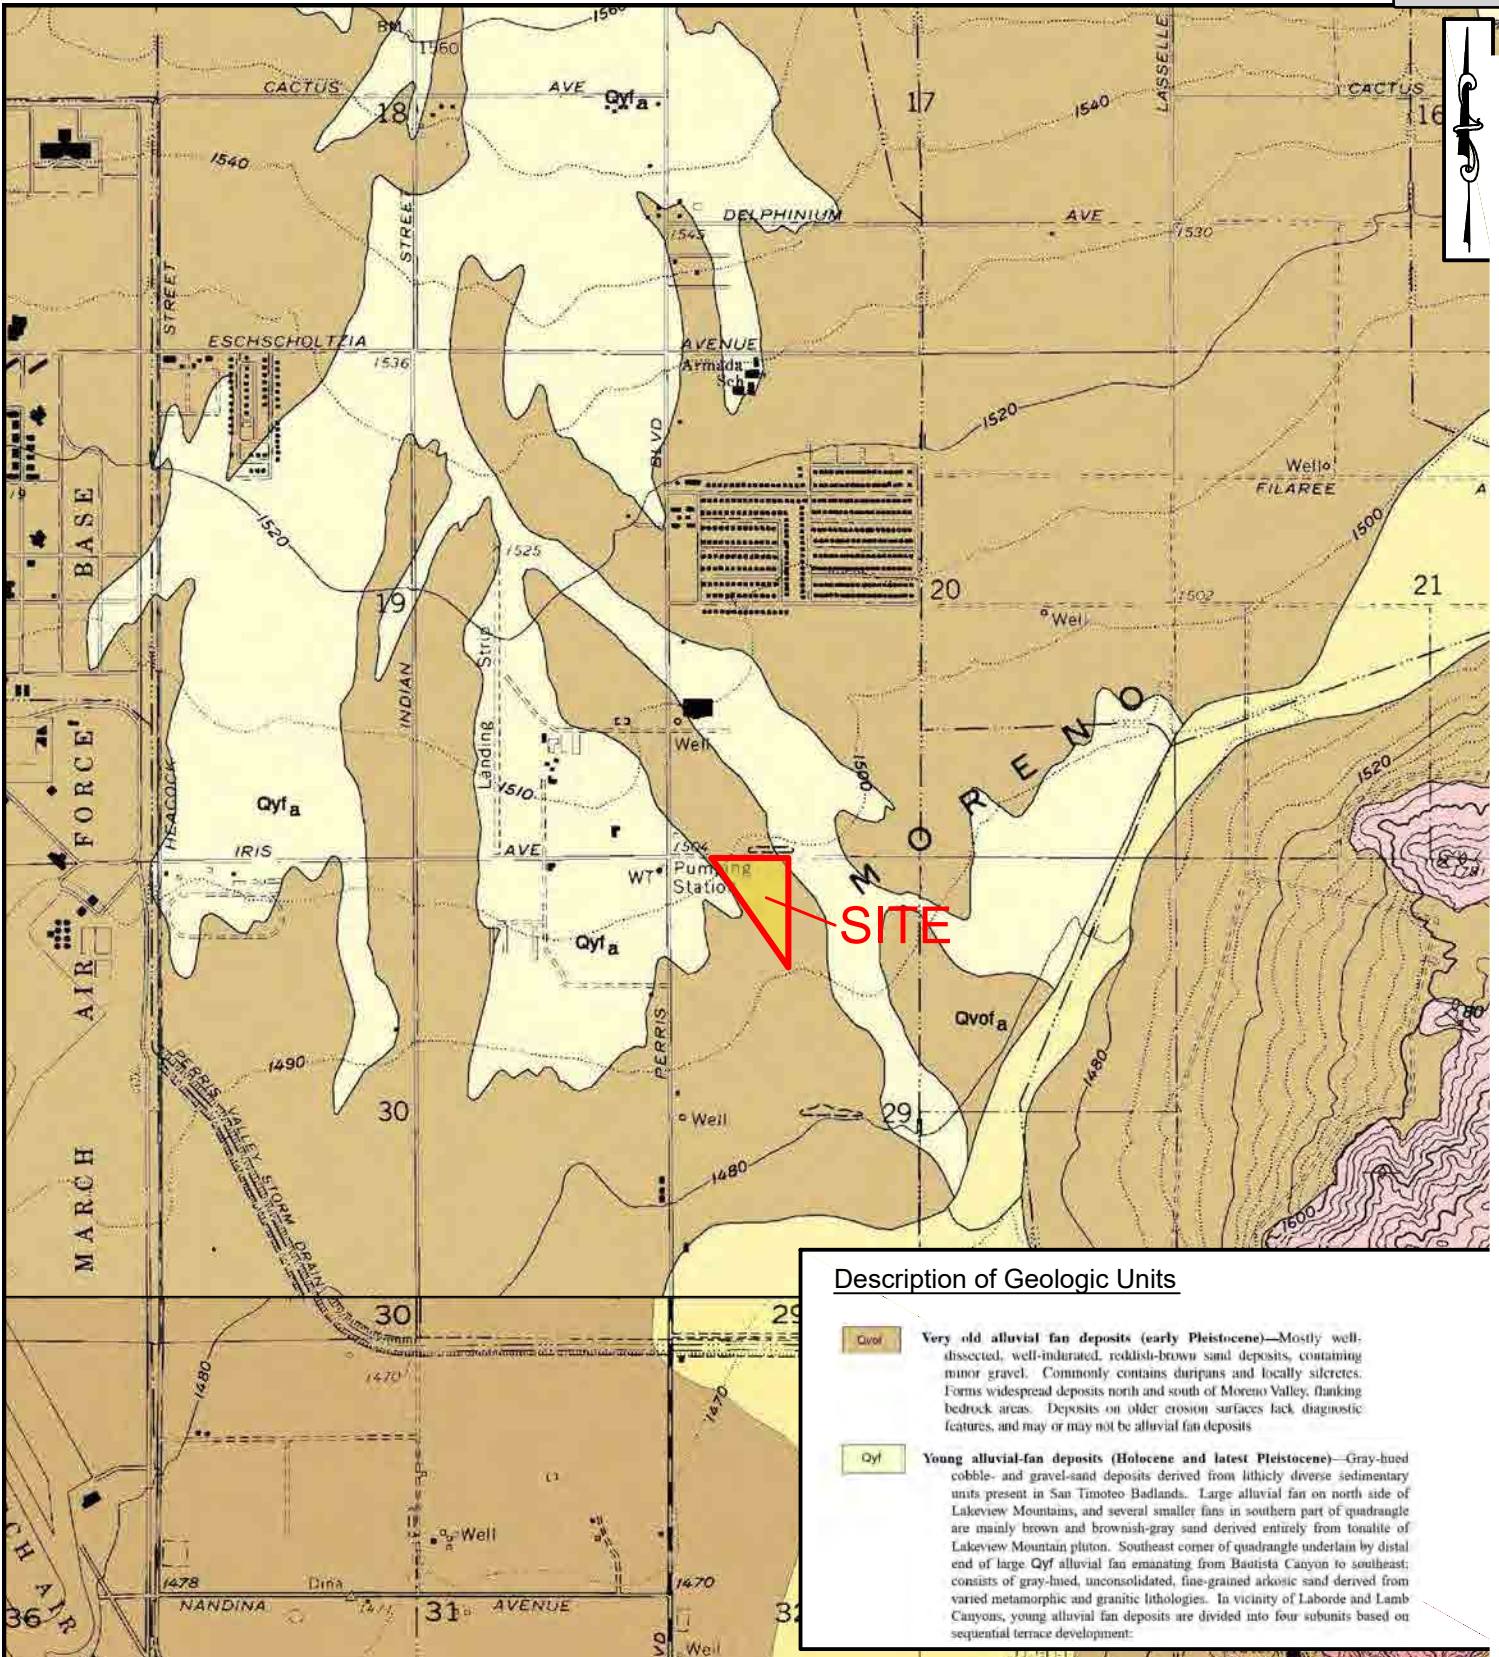 1560
BM
1560
CACTUS
AVE
Qyfa
18
17
1540
LASSELLE
CACTUS
16
1540
STREET
DELPHINIUM
AVE
1545
1530
STREET
ESCHSCHOLTZIA
AVENUE
1536
Armada
Sch
1520
BLVD
Well
FILAREE
A
19
BASE
1520
1500
1525
19
20
21
1502
Well
Landing Strip
INDIAN
MORENO
Well
1500
1520
AIR FORCE
HEACOCK
Qyfa
1510
IRIS
AVE
1504
WT
Pumping
Station
SITE
Qyfa
Qvofa
PERRIS
1490
1480
PERRIS VALLEY STORM DRAIN
30
29
Well
MARCH
1480
1600
30
29
1480
1470
1470
Well
1478
Dina
1470
NANDINA
1471
31
AVENUE
36
32
CH AIR
VD
Well
Description of Geologic Units
Qvof
Very old alluvial fan deposits (early Pleistocene)—Mostly well-
dissected, well-indurated, reddish-brown sand deposits, containing
minor gravel. Commonly contains duripans and locally silcretes.
Forms widespread deposits north and south of Moreno Valley, flanking
bedrock areas. Deposits on older erosion surfaces lack diagnostic
features, and may or may not be alluvial fan deposits
Qyf
Young alluvial-fan deposits (Holocene and latest Pleistocene)—Gray-hued
cobble- and gravel-sand deposits derived from lithicly diverse sedimentary
units present in San Timoteo Badlands. Large alluvial fan on north side of
Lakeview Mountains, and several smaller fans in southern part of quadrangle
are mainly brown and brownish-gray sand derived entirely from tonalite of
Lakeview Mountain pluton. Southeast corner of quadrangle underlain by distal
end of large Qyf alluvial fan emanating from Bautista Canyon to southeast;
consists of gray-hued, unconsolidated, fine-grained arkosic sand derived from
varied metamorphic and granitic lithologies. In vicinity of Laborde and Lamb
Canyons, young alluvial fan deposits are divided into four subunits based on
sequential terrace development: